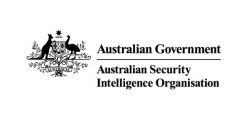 Australian Government
Australian Security
Intelligence Organisation